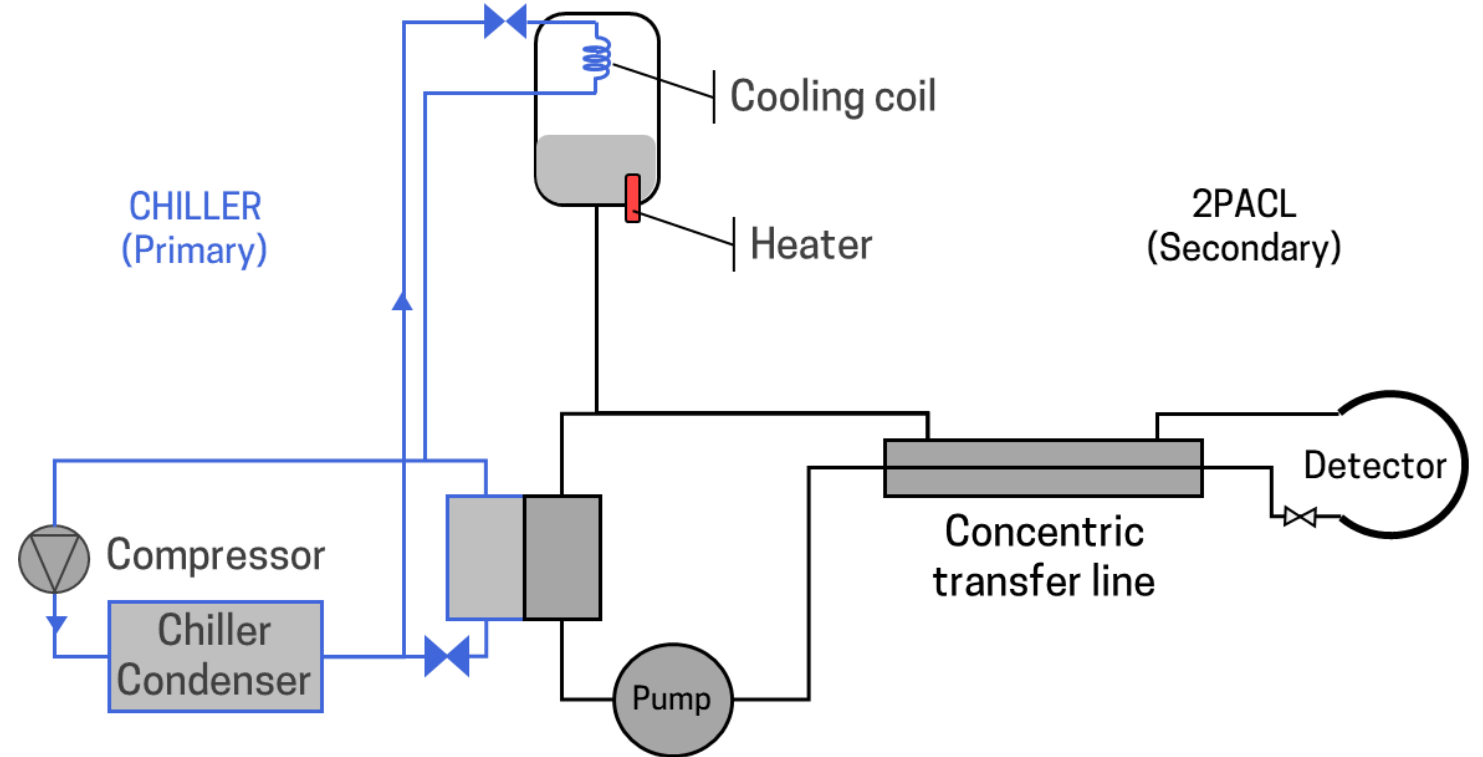 Cooling coil
CHILLER
(Primary)
2PACL
(Secondary)
Heater
Detector
Concentric
transfer line
Compressor
Chiller
Condenser
Pump